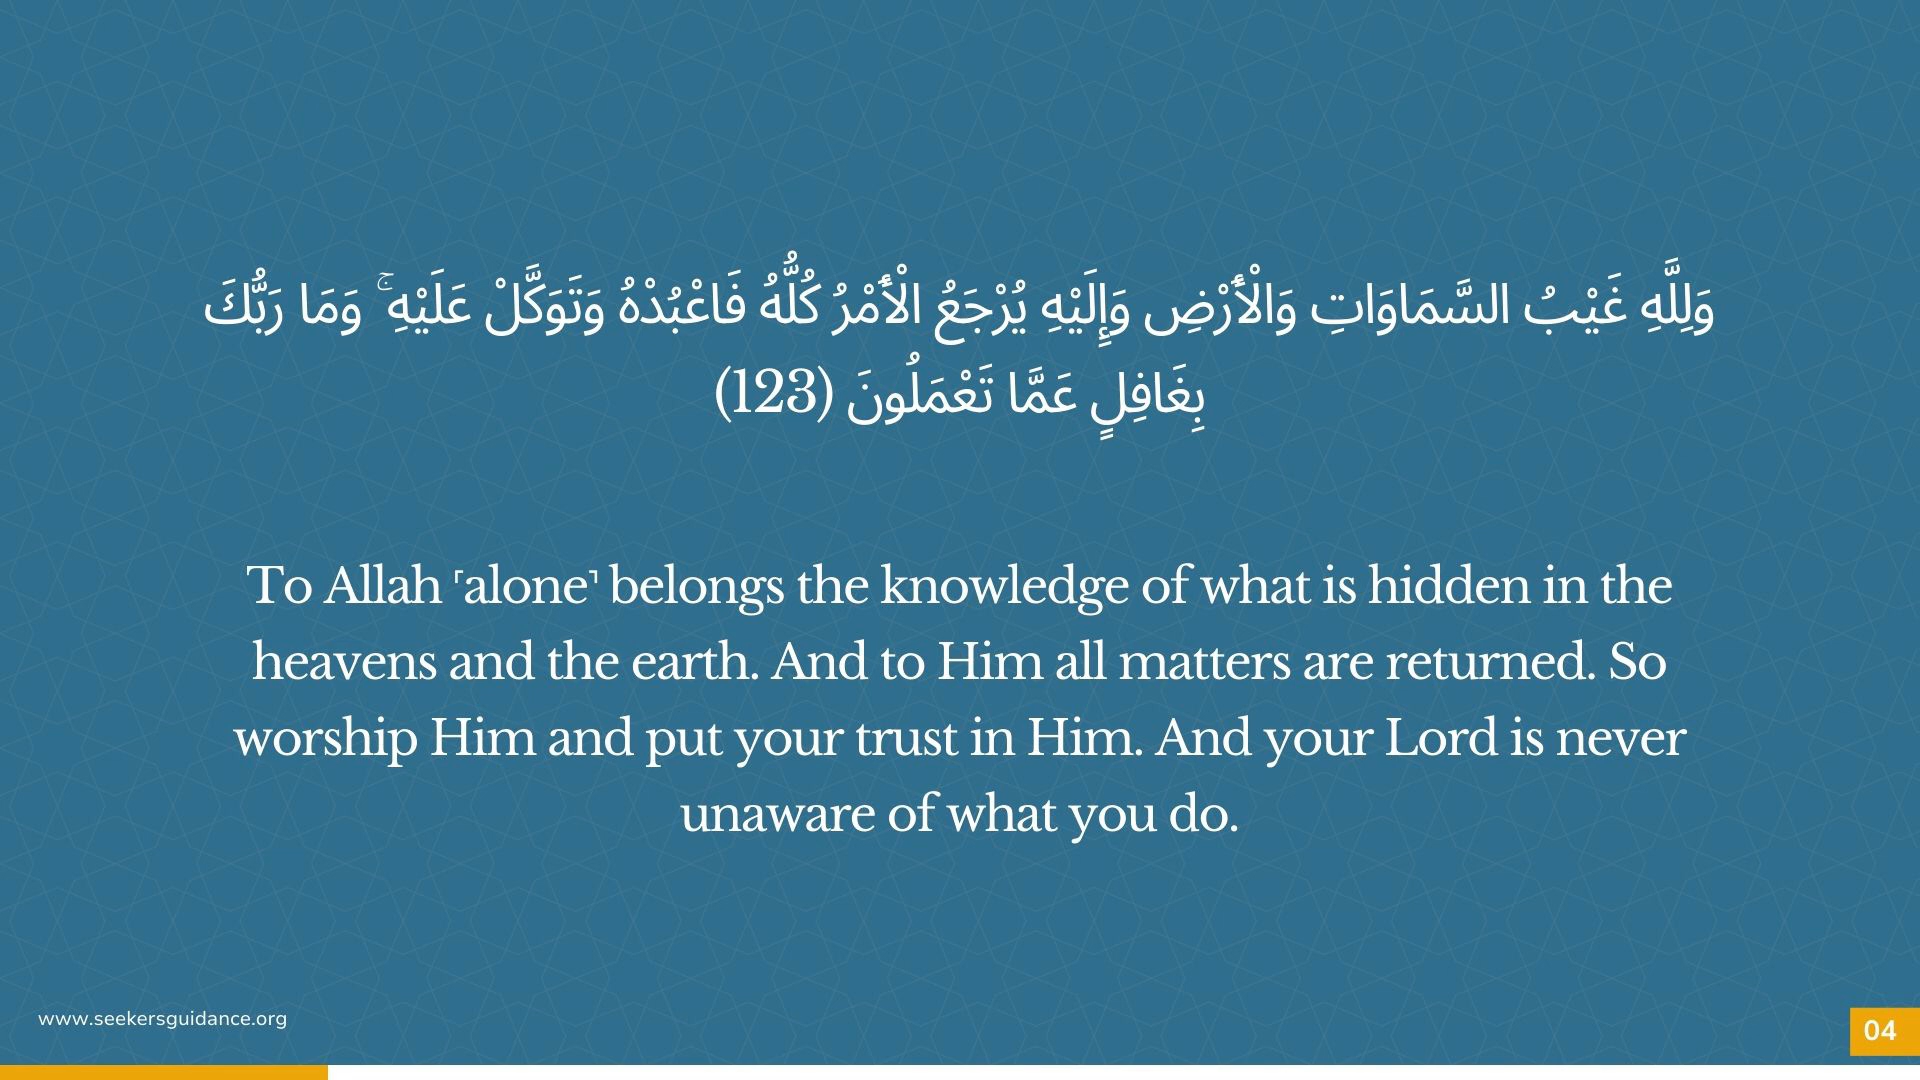 وَلِلَّهِ غَيْبُ السَّمَاوَاتِ وَالْأَرْضِ وَإِلَيْهِ يُرْجَعُ الْأَمْرُ كُلُّهُ فَاعْبُدْهُ وَتَوَكَّلْ عَلَيْهِ ۚ وَمَا رَبُّكَ
بِغَافِلٍ عَمَّا تَعْمَلُونَ (123)
To Allah ˹alone˺ belongs the knowledge of what is hidden in the
heavens and the earth. And to Him all matters are returned. So
worship Him and put your trust in Him. And your Lord is never
unaware of what you do.
www.seekersguidance.org
04